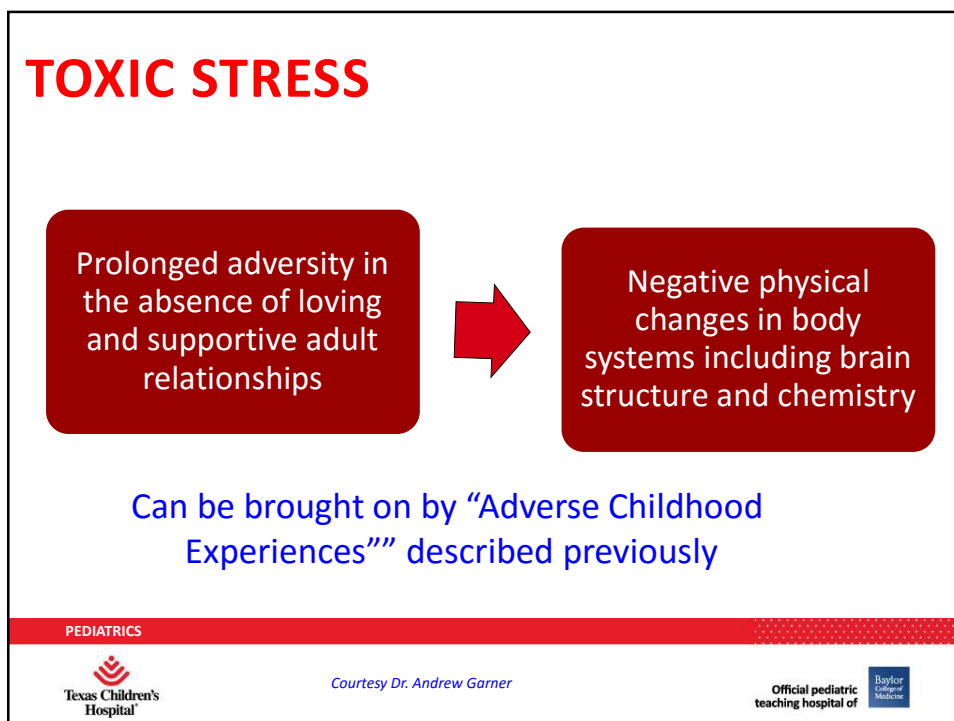 TOXIC STRESS
Prolonged adversity in
the absence of loving
and supportive adult
relationships
Negative physical
changes in body
systems including brain
structure and chemistry
Can be brought on by “Adverse Childhood
Experiences”” described previously
PEDIATRICS
Texas Children's
Hospital®
Courtesy Dr. Andrew Garner
Official pediatric
teaching hospital of
Baylor
College of
Medicine